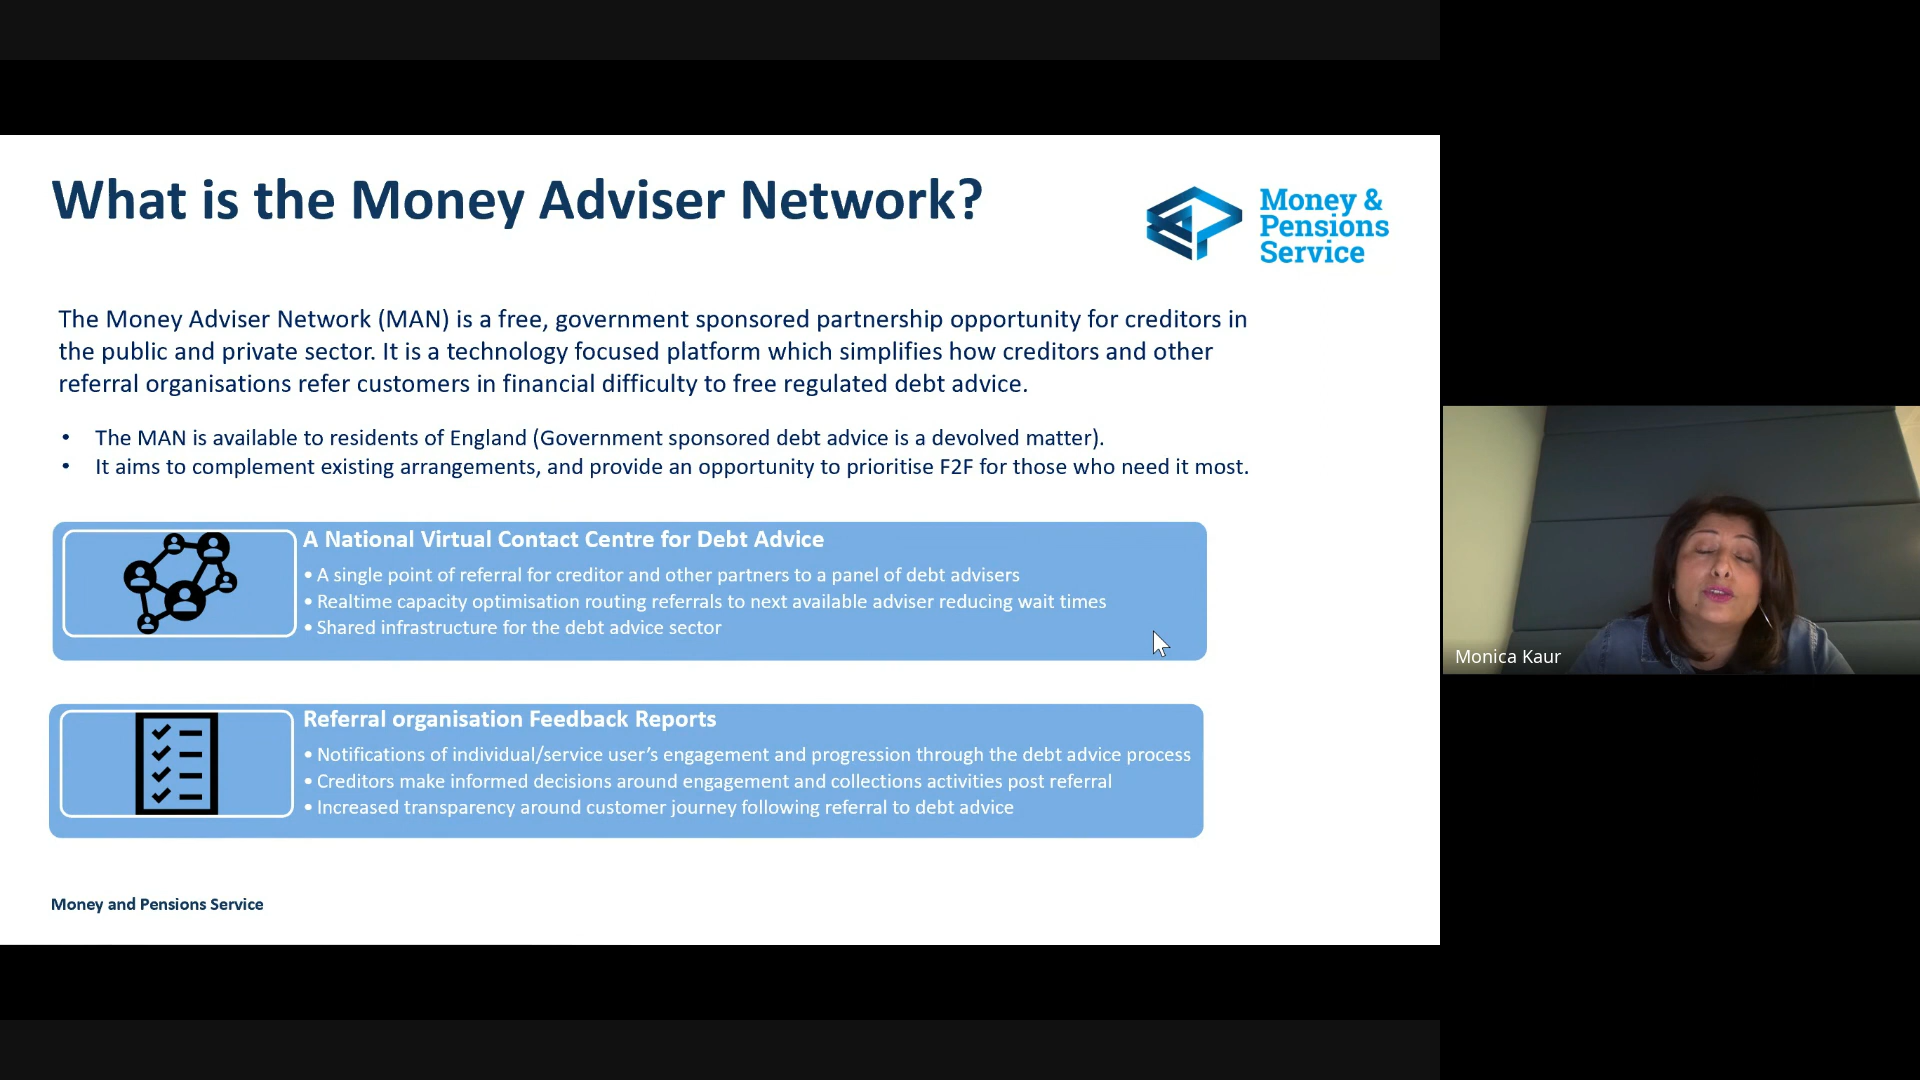 What is the Money Adviser Network?
Money &
Pensions
Service
The Money Adviser Network (MAN) is a free, government sponsored partnership opportunity for creditors in
the public and private sector. It is a technology focused platform which simplifies how creditors and other
referral organisations refer customers in financial difficulty to free regulated debt advice.
• The MAN is available to residents of England (Government sponsored debt advice is a devolved matter).
• It aims to complement existing arrangements, and provide an opportunity to prioritise F2F for those who need it most.
A National Virtual Contact Centre for Debt Advice
• A single point of referral for creditor and other partners to a panel of debt advisers
• Realtime capacity optimisation routing referrals to next available adviser reducing wait times
• Shared infrastructure for the debt advice sector
Monica Kaur
Referral organisation Feedback Reports
• Notifications of individual/service user’s engagement and progression through the debt advice process
• Creditors make informed decisions around engagement and collections activities post referral
• Increased transparency around customer journey following referral to debt advice
Money and Pensions Service